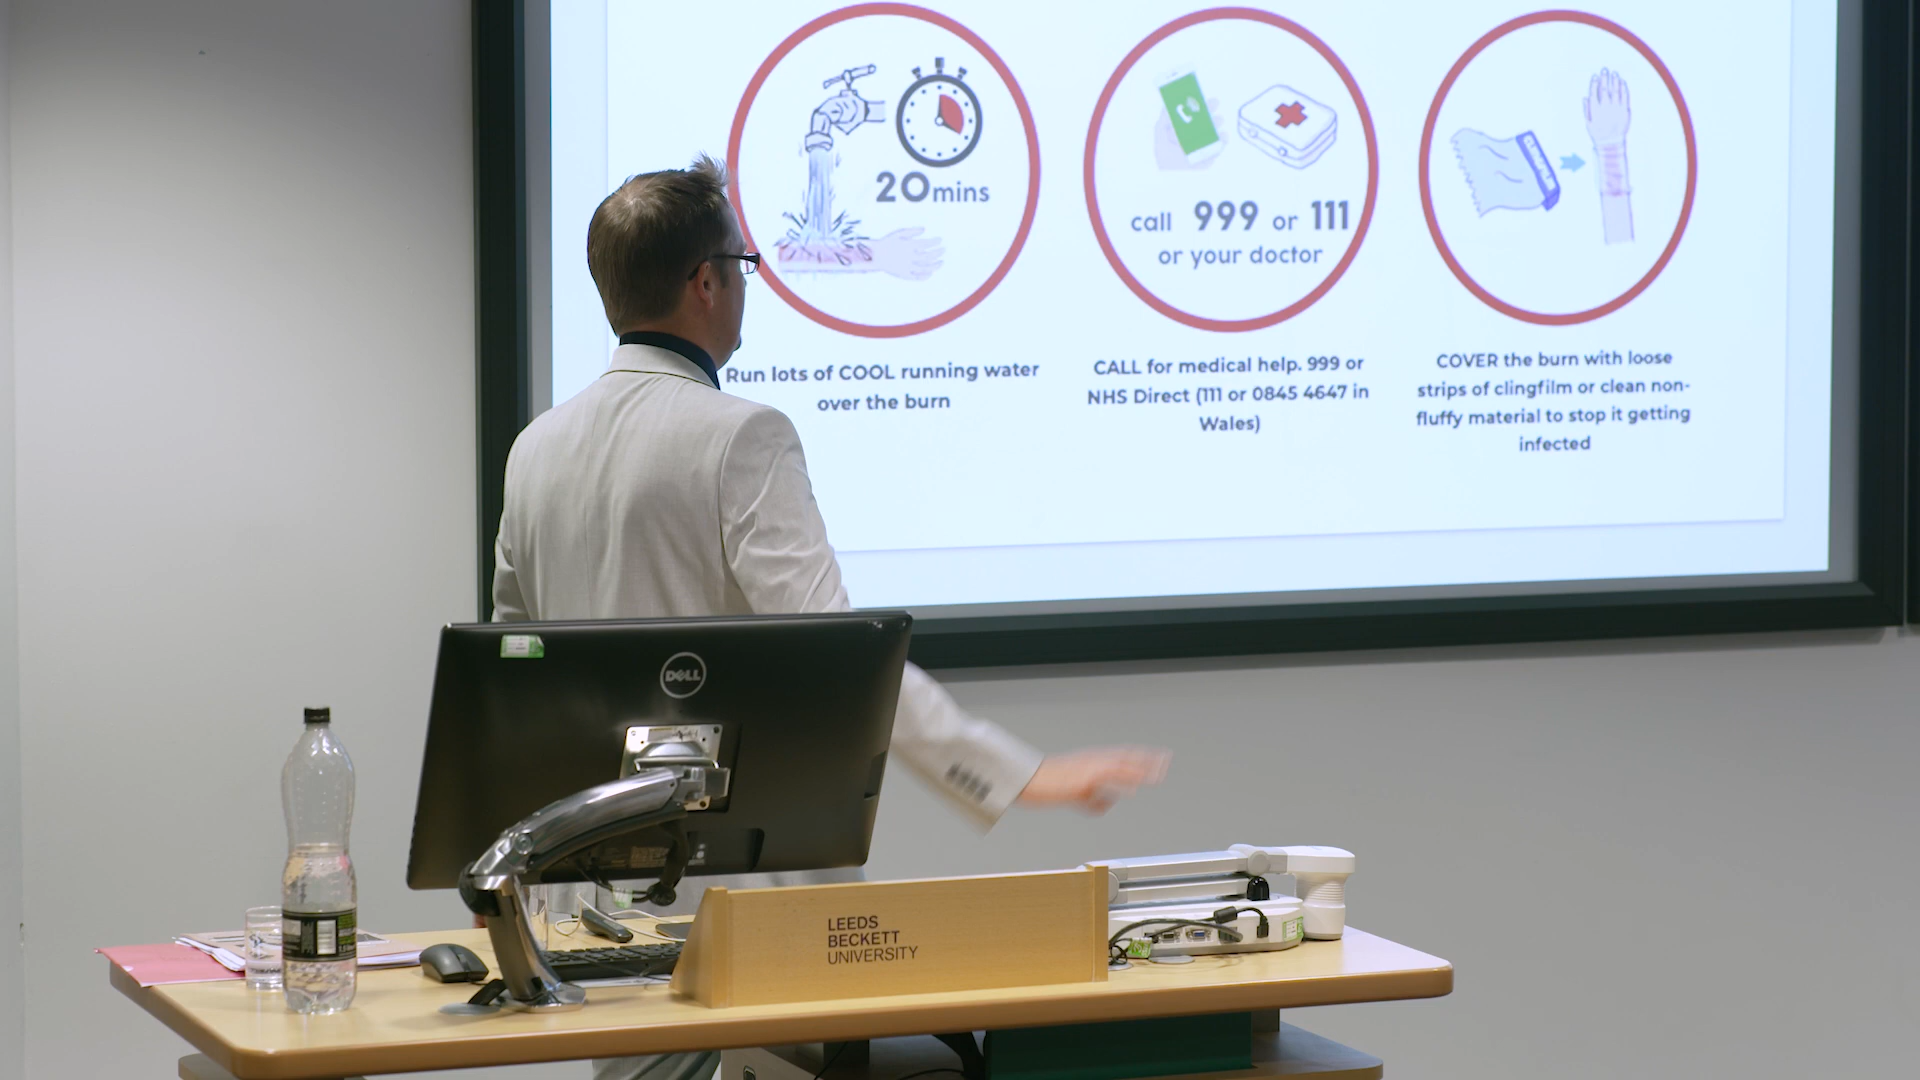 20mins
call 999 or 111
or your doctor
Run lots of COOL running water
over the burn
CALL for medical help. 999 or
NHS Direct (111 or 0845 4647 in
Wales)
COVER the burn with loose
strips of clingfilm or clean non-
fluffy material to stop it getting
infected
DELL
LEEDS
BECKETT
UNIVERSITY